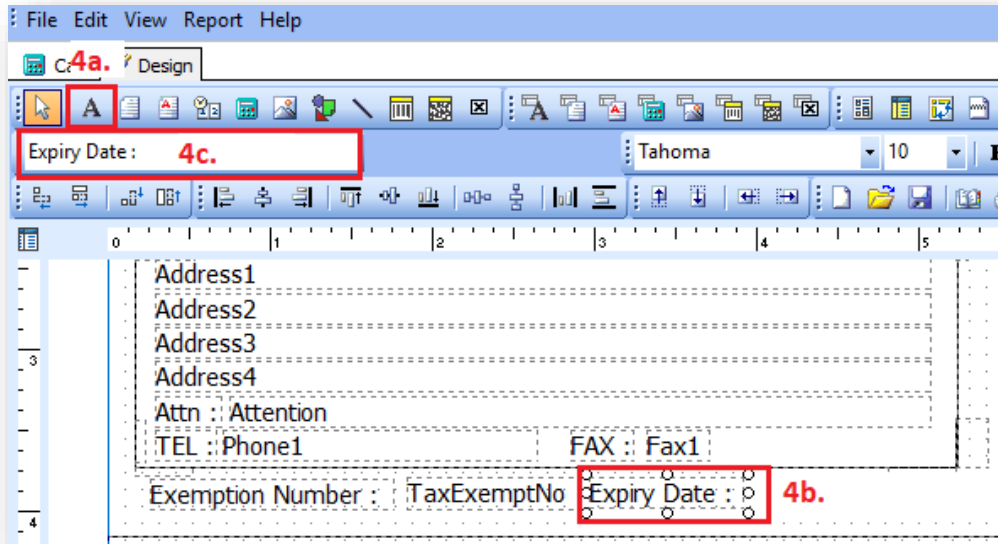 File Edit View Report Help
4a. Design
A
Expiry Date : 4c. Tahoma 10
0 1 2 3 4 5
Address1
Address2
Address3
3
Address4
Attn : Attention
TEL : Phone1 FAX : Fax1
Exemption Number : TaxExemptNo Expiry Date : 4b.
4